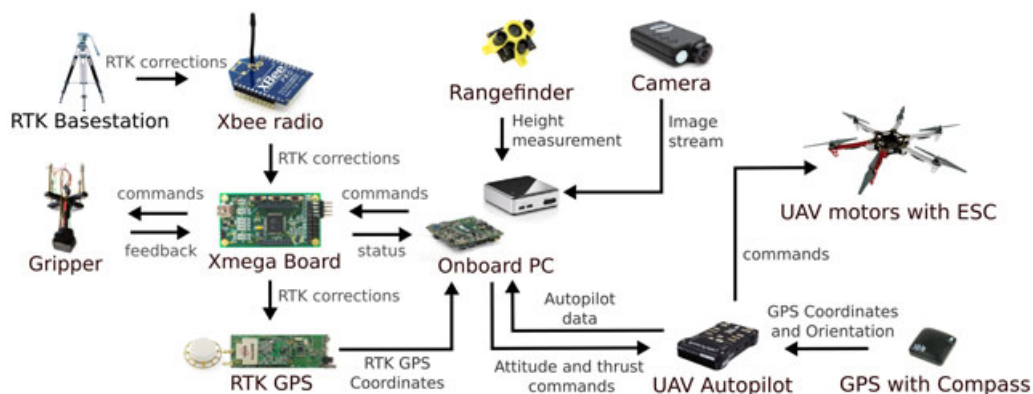 RTK corrections
RTK Basestation
XBee
Xbee radio
Rangefinder
Camera
Height
measurement
Image
stream
RTK corrections
commands
feedback
Gripper
Xmega Board
commands
status
Onboard PC
UAV motors with ESC
commands
RTK corrections
RTK GPS
RTK GPS
Coordinates
Autopilot
data
Attitude and thrust
commands
UAV Autopilot
GPS Coordinates
and Orientation
GPS with Compass